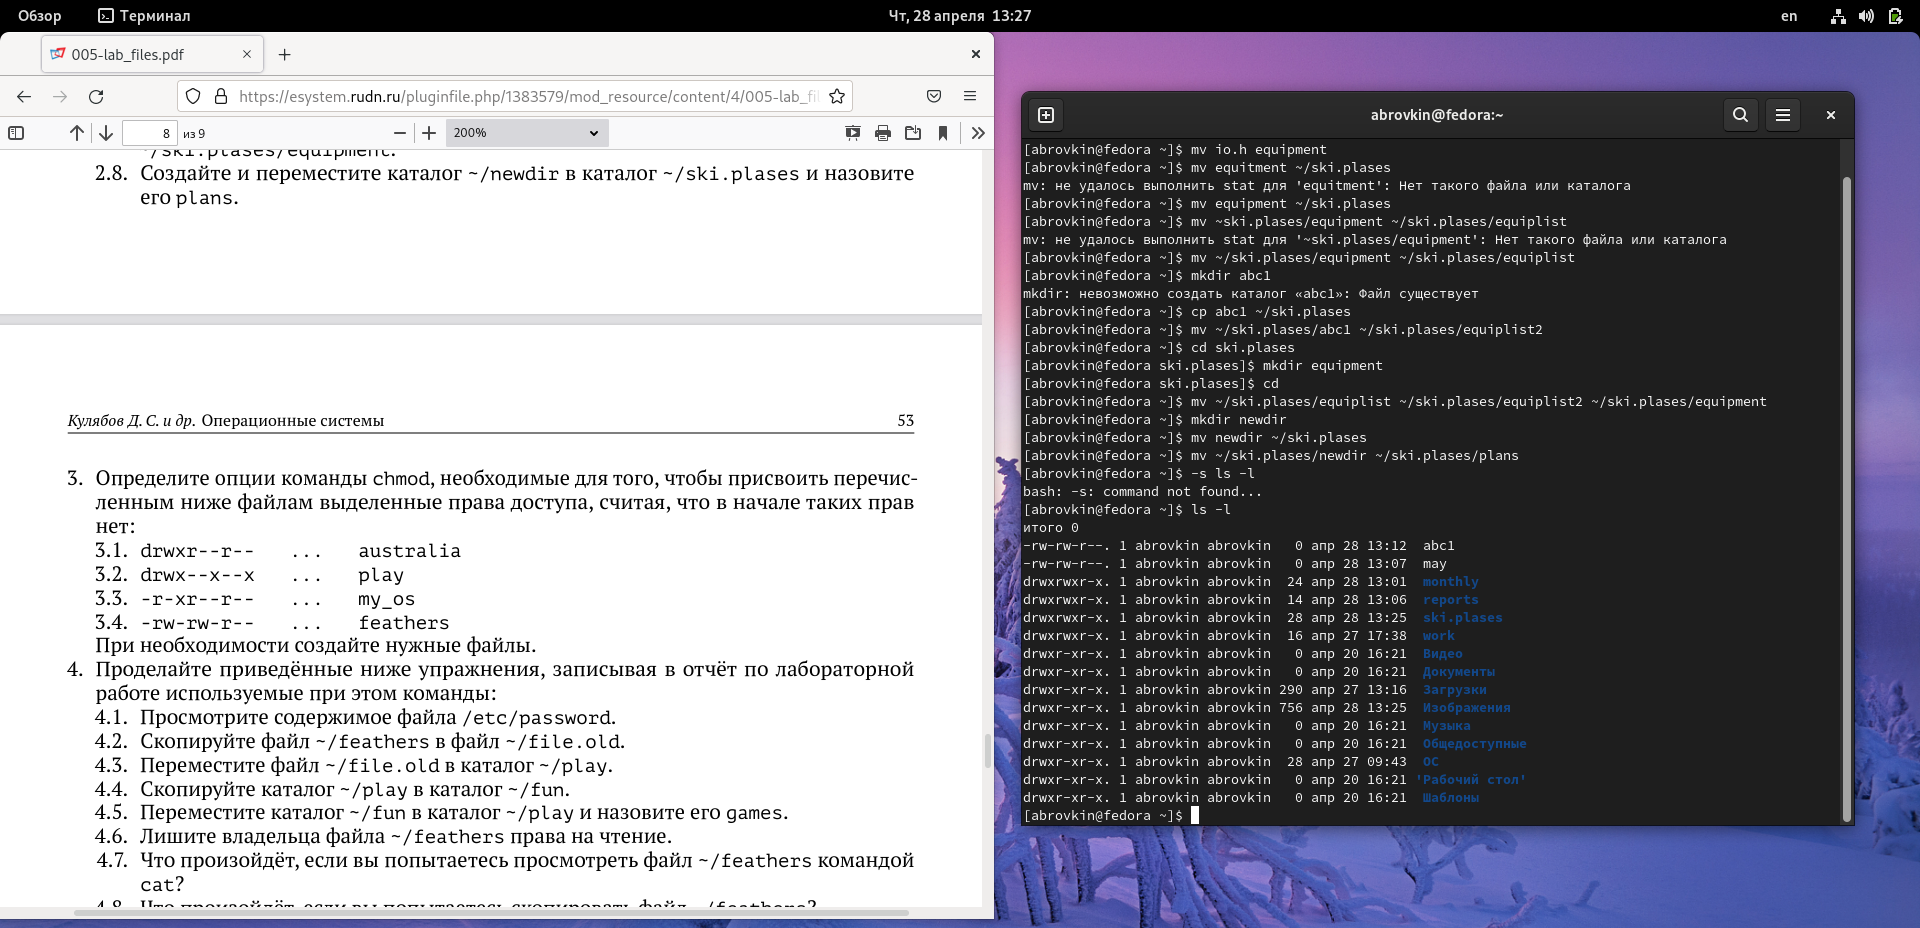 Обзор Терминал Чт, 28 апреля 13:27 en
005-lab_files.pdf
https://esystem.rudn.ru/pluginfile.php/1383579/mod_resource/content/4/005-lab_fi
8 из 9 200%
~/ski.plases/equipment.
2.8. Создайте и переместите каталог ~/newdir в каталог ~/ski.plases и назовите
его plans.
Кулябов Д. С. и др. Операционные системы 53
3. Определите опции команды chmod, необходимые для того, чтобы присвоить перечис-
ленным ниже файлам выделенные права доступа, считая, что в начале таких прав
нет:
3.1. drwxr--r-- ... australia
3.2. drwx--x--x ... play
3.3. -r-xr--r-- ... my_os
3.4. -rw-rw-r-- ... feathers
При необходимости создайте нужные файлы.
4. Проделайте приведённые ниже упражнения, записывая в отчёт по лабораторной
работе используемые при этом команды:
4.1. Просмотрите содержимое файла /etc/password.
4.2. Скопируйте файл ~/feathers в файл ~/file.old.
4.3. Переместите файл ~/file.old в каталог ~/play.
4.4. Скопируйте каталог ~/play в каталог ~/fun.
4.5. Переместите каталог ~/fun в каталог ~/play и назовите его games.
4.6. Лишите владельца файла ~/feathers права на чтение.
4.7. Что произойдёт, если вы попытаетесь просмотреть файл ~/feathers командой
cat?
4.8. Что произойдёт, если вы попытаетесь скопировать файл ~/feathers?
abrovkin@fedora:~
[abrovkin@fedora ~]$ mv io.h equipment
[abrovkin@fedora ~]$ mv equitment ~/ski.plases
mv: не удалось выполнить stat для 'equitment': Нет такого файла или каталога
[abrovkin@fedora ~]$ mv equipment ~/ski.plases
[abrovkin@fedora ~]$ mv ~ski.plases/equipment ~/ski.plases/equiplist
mv: не удалось выполнить stat для '~ski.plases/equipment': Нет такого файла или каталога
[abrovkin@fedora ~]$ mv ~/ski.plases/equipment ~/ski.plases/equiplist
[abrovkin@fedora ~]$ mkdir abc1
mkdir: невозможно создать каталог «abc1»: Файл существует
[abrovkin@fedora ~]$ cp abc1 ~/ski.plases
[abrovkin@fedora ~]$ mv ~/ski.plases/abc1 ~/ski.plases/equiplist2
[abrovkin@fedora ~]$ cd ski.plases
[abrovkin@fedora ski.plases]$ mkdir equipment
[abrovkin@fedora ski.plases]$ cd
[abrovkin@fedora ~]$ mv ~/ski.plases/equiplist ~/ski.plases/equiplist2 ~/ski.plases/equipment
[abrovkin@fedora ~]$ mkdir newdir
[abrovkin@fedora ~]$ mv newdir ~/ski.plases
[abrovkin@fedora ~]$ mv ~/ski.plases/newdir ~/ski.plases/plans
[abrovkin@fedora ~]$ -s ls -l
bash: -s: command not found...
[abrovkin@fedora ~]$ ls -l
итого 0
-rw-rw-r--. 1 abrovkin abrovkin 0 апр 28 13:12 abc1
-rw-rw-r--. 1 abrovkin abrovkin 0 апр 28 13:07 may
drwxrwxr-x. 1 abrovkin abrovkin 24 апр 28 13:01 monthly
drwxrwxr-x. 1 abrovkin abrovkin 14 апр 28 13:06 reports
drwxrwxr-x. 1 abrovkin abrovkin 28 апр 28 13:25 ski.plases
drwxrwxr-x. 1 abrovkin abrovkin 16 апр 27 17:38 work
drwxr-xr-x. 1 abrovkin abrovkin 0 апр 20 16:21 Видео
drwxr-xr-x. 1 abrovkin abrovkin 0 апр 20 16:21 Документы
drwxr-xr-x. 1 abrovkin abrovkin 290 апр 27 13:16 Загрузки
drwxr-xr-x. 1 abrovkin abrovkin 756 апр 28 13:25 Изображения
drwxr-xr-x. 1 abrovkin abrovkin 0 апр 20 16:21 Музыка
drwxr-xr-x. 1 abrovkin abrovkin 0 апр 20 16:21 Общедоступные
drwxr-xr-x. 1 abrovkin abrovkin 28 апр 27 09:43 ОС
drwxr-xr-x. 1 abrovkin abrovkin 0 апр 20 16:21 'Рабочий стол'
drwxr-xr-x. 1 abrovkin abrovkin 0 апр 20 16:21 Шаблоны
[abrovkin@fedora ~]$